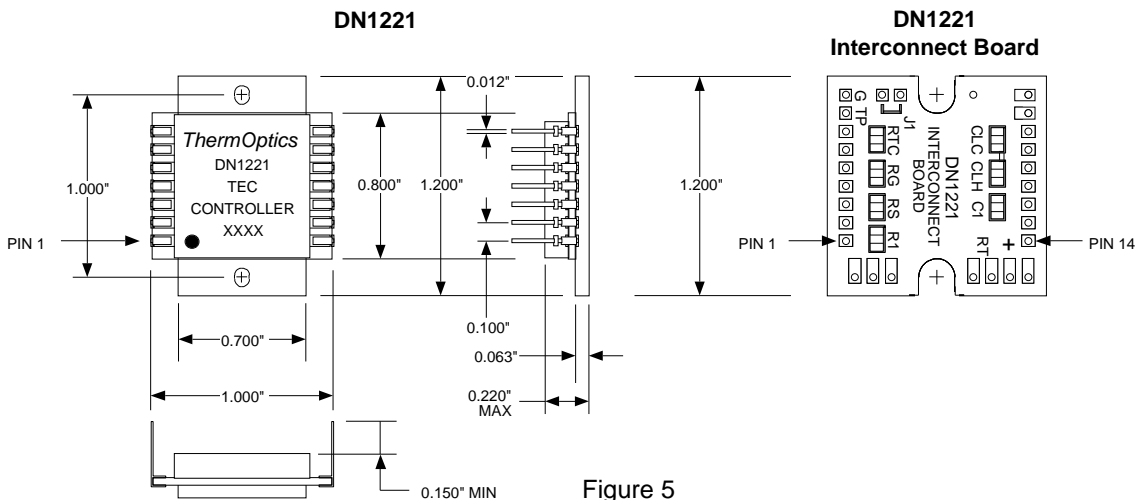 DN1221
DN1221
Interconnect Board
0.012"
ThermOptics
DN1221
TEC
CONTROLLER
XXXX
1.000"
0.800"
1.200"
1.200"
PIN 1
PIN 1
PIN 14
0.700"
1.000"
0.100"
0.063"
0.220"
MAX
0.150" MIN
G
TP
J1
RTC
RG
RS
R1
DN1221
INTERCONNECT
BOARD
CLC
CLH
C1
RT
+
Figure 5